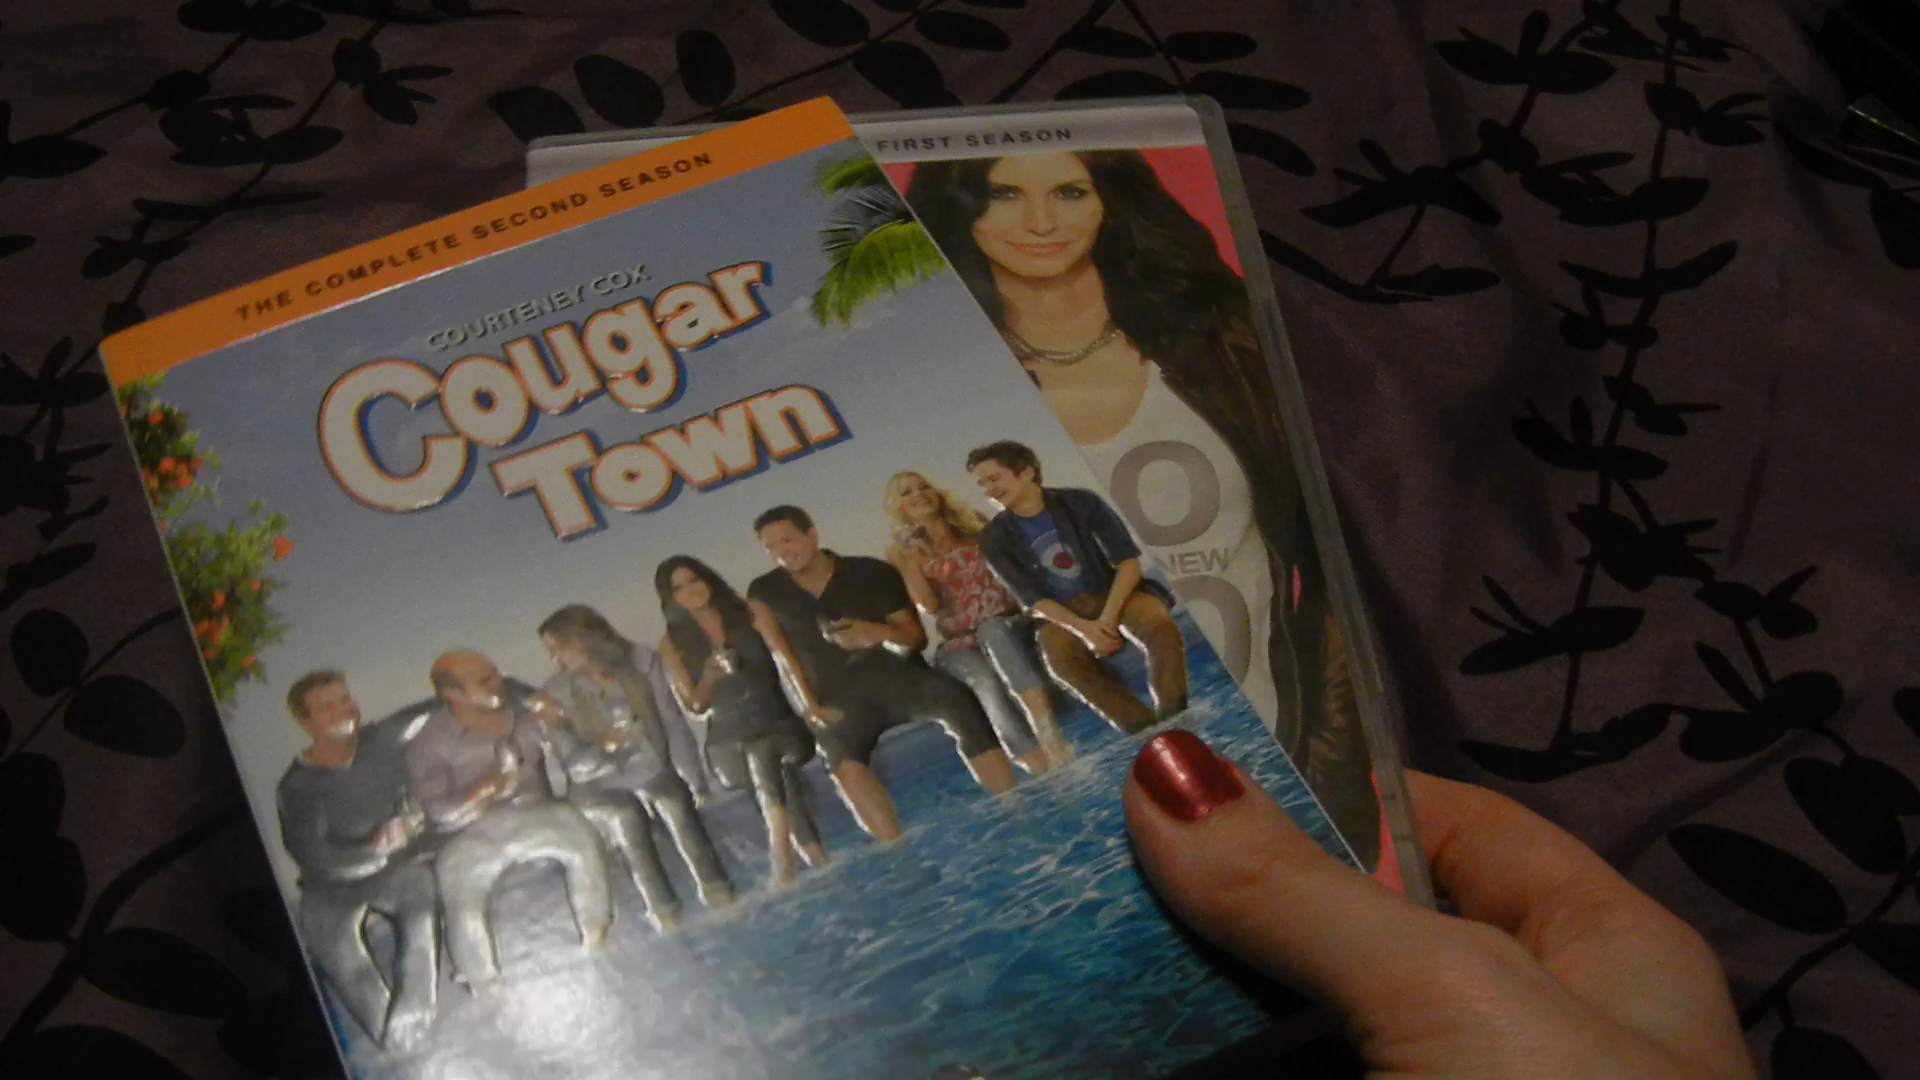 THE COMPLETE SECOND SEASON
COURTENEY COX
Cougar
Town
FIRST SEASON
O
NEW